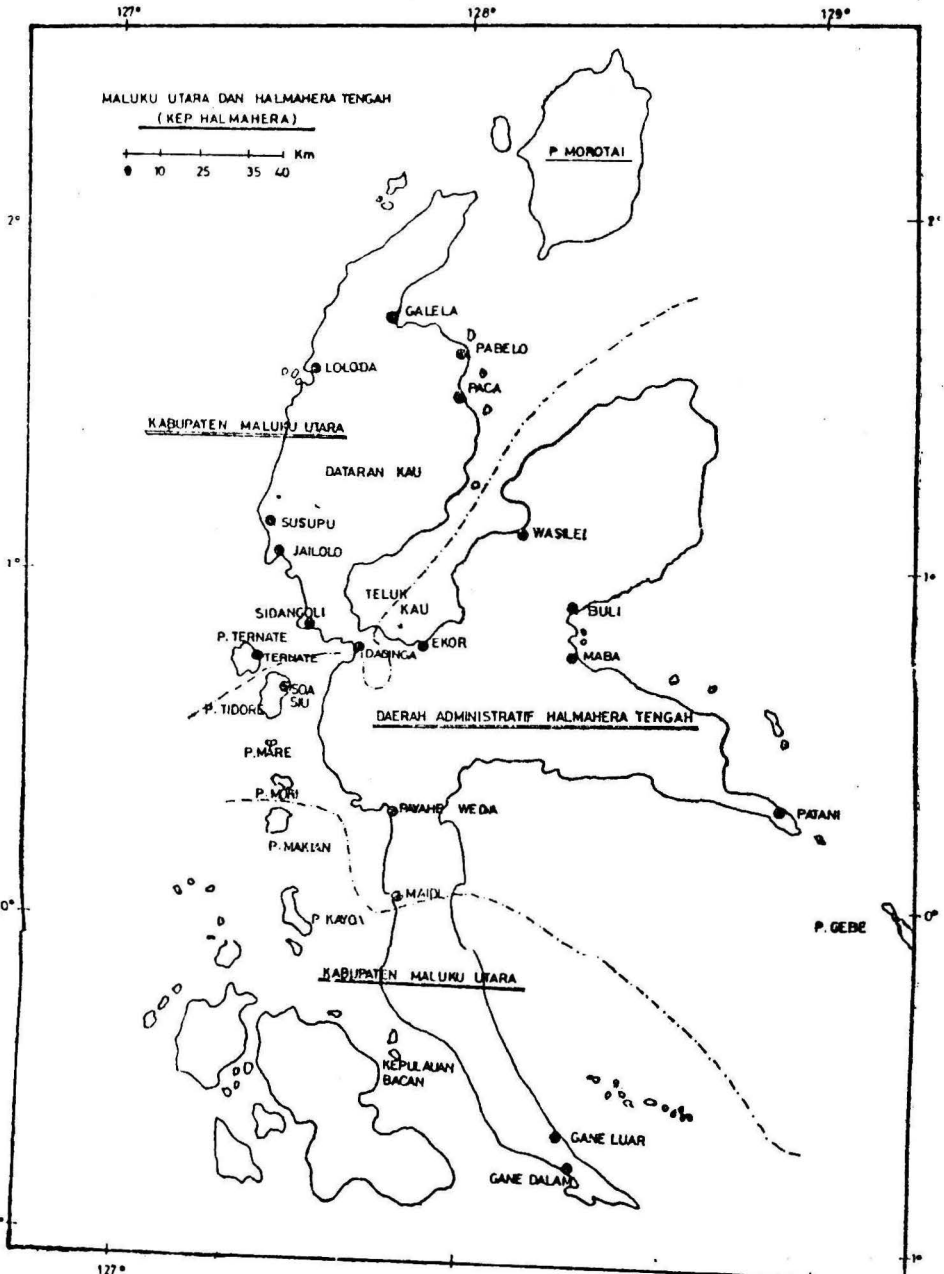 127°
128°
129°
MALUKU UTARA DAN HALMAHERA TENGAH
(KEP HALMAHERA)
Km
0 10 25 35 40
P MOROTAI
2°
2°
GALELA
PABELO
LOLODA
PACA
KABUPATEN MALUKU UTARA
DATARAN KAU
SUSUPU
WASILEI
JAILOLO
1°
1°
TELUK
KAU
BULI
SIDANGOLI
P. TERNATE
TERNATE
DADINGA
EKOR
MABA
SOA
SIU
P. TIDORE
DAERAH ADMINISTRATIF HALMAHERA TENGAH
P.MARE
P. MORI
PAYAHE
WEDA
PATANI
P. MAKIAN
MAIDI
0°
0°
P KAYOA
P. GEBE
KABUPATEN MALUKU UTARA
KEPULAUAN
BACAN
GANE LUAR
GANE DALAM
1°
127°